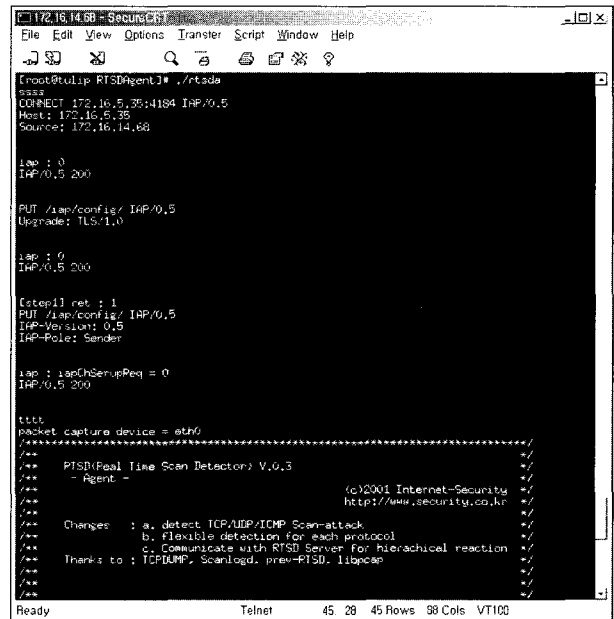 172.16.14.68 - SecureCRT
File Edit View Options Transfer Script Window Help
[root@tulip RTSDAgent]# ./rtsda
ssss
CONNECT 172.16.5.35:4184 IAP/0.5
Host: 172.16.5.35
Source: 172.16.14.68
iap : 0
IAP/0.5 200
PUT /iap/config/ IAP/0.5
Upgrade: TLS/1.0
iap : 0
IAP/0.5 200
[step1] ret : 1
PUT /iap/config/ IAP/0.5
IAP-Version: 0.5
IAP-Role: Sender
iap : iapChSetupReq = 0
IAP/0.5 200
tttt
packet capture device = eth0
/**                                                                              */
/** RTSD(Real Time Scan Detector) V.0.3 */
/** - Agent - */
/** (c)2001 Internet-Security */
/** http://www.security.co.kr */
/** */
/** Changes : a. detect TCP/UDP/ICMP Scan-attack */
/** b. flexible detection for each protocol */
/** c. Communicate with RTSD Server for hierachical reaction */
/** Thanks to : TCPDUMP, Scanlogd, prev-RTSD, libpcap */
/** */
/** */
Ready Telnet 45, 28 45 Rows 98 Cols VT100